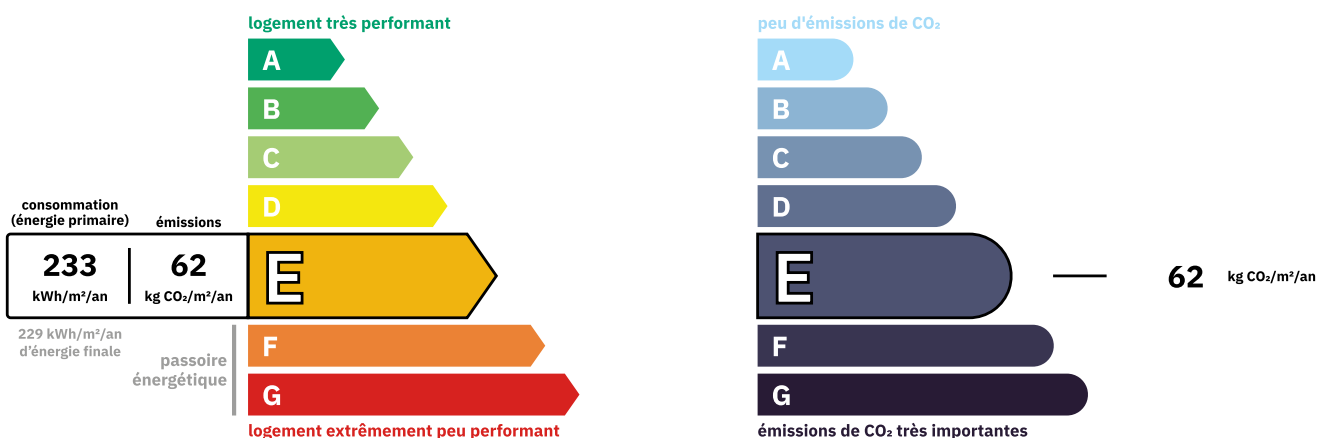 logement très performant
A
B
C
D
consommation
(énergie primaire)
émissions
233
kWh/m²/an
62
kg CO₂/m²/an
E
229 kWh/m²/an
d'énergie finale
passoire
énergétique
F
G
logement extrêmement peu performant
peu d'émissions de CO₂
A
B
C
D
E
62 kg CO₂/m²/an
F
G
émissions de CO₂ très importantes